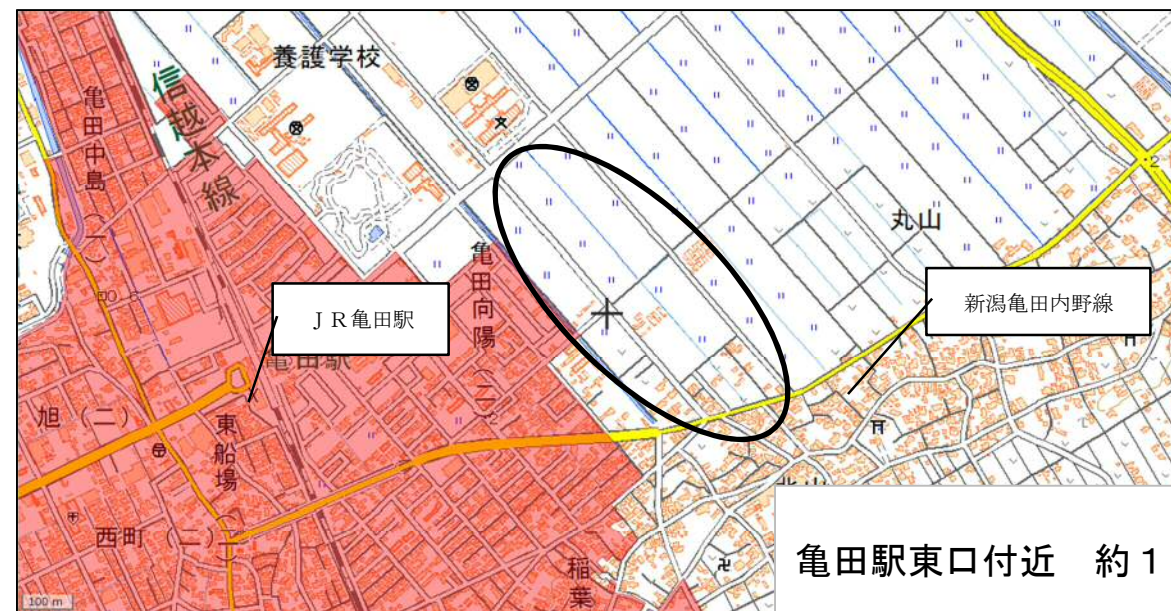 養護学校
信越本線
亀田中島（一）
丸山
2
ＪＲ亀田駅
新潟亀田内野線
亀田向陽（二）
亀田駅
旭（二）
東船場
2
西町（二）
稲葉
亀田駅東口付近　約１
100 m